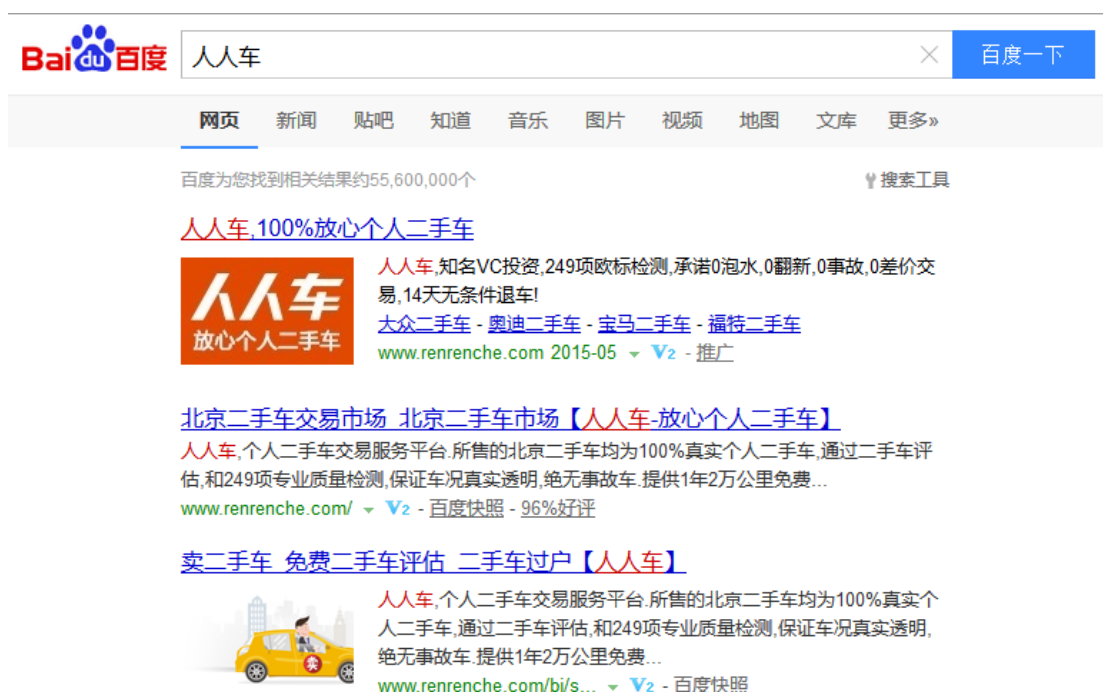 Bai du 百度 人人车 百度一下
网页 新闻 贴吧 知道 音乐 图片 视频 地图 文库 更多»
百度为您找到相关结果约55,600,000个 搜索工具
人人车,100%放心个人二手车
人人车
放心个人二手车
人人车,知名VC投资,249项欧标检测,承诺0泡水,0翻新,0事故,0差价交
易,14天无条件退车!
大众二手车 - 奥迪二手车 - 宝马二手车 - 福特二手车
www.renrenche.com 2015-05 V2 - 推广
北京二手车交易市场_北京二手车市场【人人车-放心个人二手车】
人人车,个人二手车交易服务平台.所售的北京二手车均为100%真实个人二手车,通过二手车评
估,和249项专业质量检测,保证车况真实透明,绝无事故车.提供1年2万公里免费...
www.renrenche.com/ V2 - 百度快照 - 96%好评
卖二手车_免费二手车评估_二手车过户【人人车】
卖
人人车,个人二手车交易服务平台.所售的北京二手车均为100%真实个
人二手车,通过二手车评估,和249项专业质量检测,保证车况真实透明,
绝无事故车.提供1年2万公里免费...
www.renrenche.com/bj/s... V2 - 百度快照